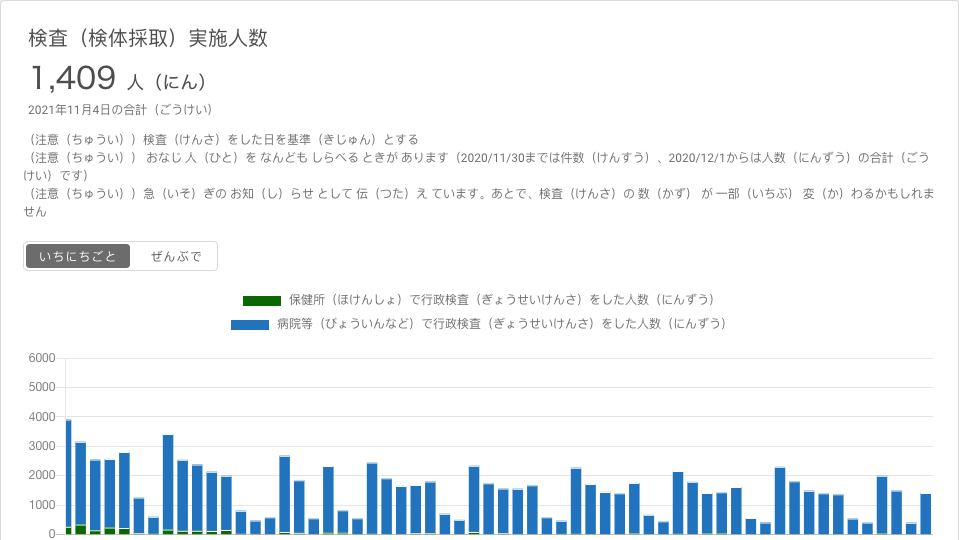 検査（検体採取）実施人数
1,409 人（にん）
2021年11月4日の合計（ごうけい）
（注意（ちゅうい））検査（けんさ）をした日を基準（きじゅん）とする
（注意（ちゅうい）） おなじ 人（ひと）を なんども しらべる ときが あります（2020/11/30までは件数（けんすう）、2020/12/1からは人数（にんずう）の合計（ごう
けい）です）
（注意（ちゅうい））急（いそ）ぎの お知（し）らせ として 伝（つた）え ています。あとで、検査（けんさ）の 数（かず） が 一部（いちぶ） 変（か）わるかもしれま
せん
いちにちごと ぜんぶで
保健所（ほけんしょ）で行政検査（ぎょうせいけんさ）をした人数（にんずう）
病院等（びょういんなど）で行政検査（ぎょうせいけんさ）をした人数（にんずう）
6000
5000
4000
3000
2000
1000
0